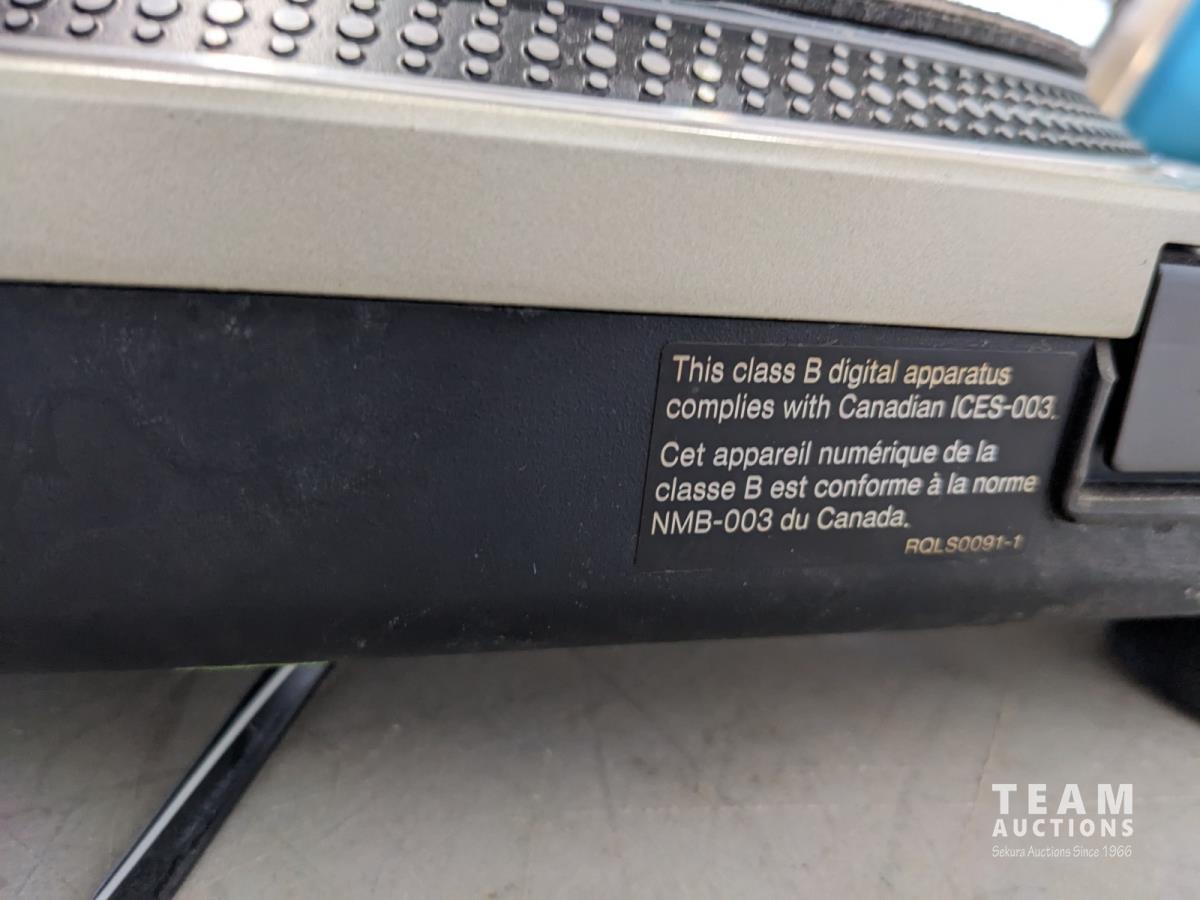 This class B digital apparatus
complies with Canadian ICES-003.
Cet appareil numérique de la
classe B est conforme à la norme
NMB-003 du Canada.
RQLS0091-1
TEAM
AUCTIONS
Sekura Auctions Since 1966